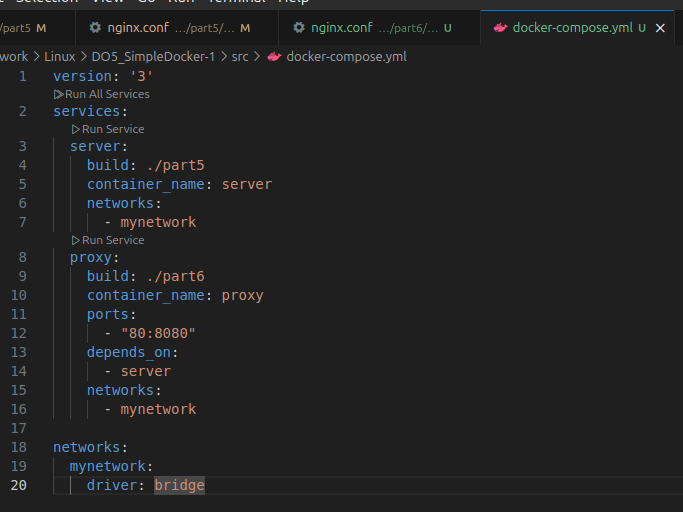 Selection View Go Run Terminal Help
/part5 M nginx.conf .../part5/... M nginx.conf .../part6/... U docker-compose.yml U
work > Linux > DO5_SimpleDocker-1 > src > docker-compose.yml
1 version: '3'
Run All Services
2 services:
Run Service
3 server:
4 build: ./part5
5 container_name: server
6 networks:
7 - mynetwork
Run Service
8 proxy:
9 build: ./part6
10 container_name: proxy
11 ports:
12 - "80:8080"
13 depends_on:
14 - server
15 networks:
16 - mynetwork
17
18 networks:
19 mynetwork:
20 driver: bridge